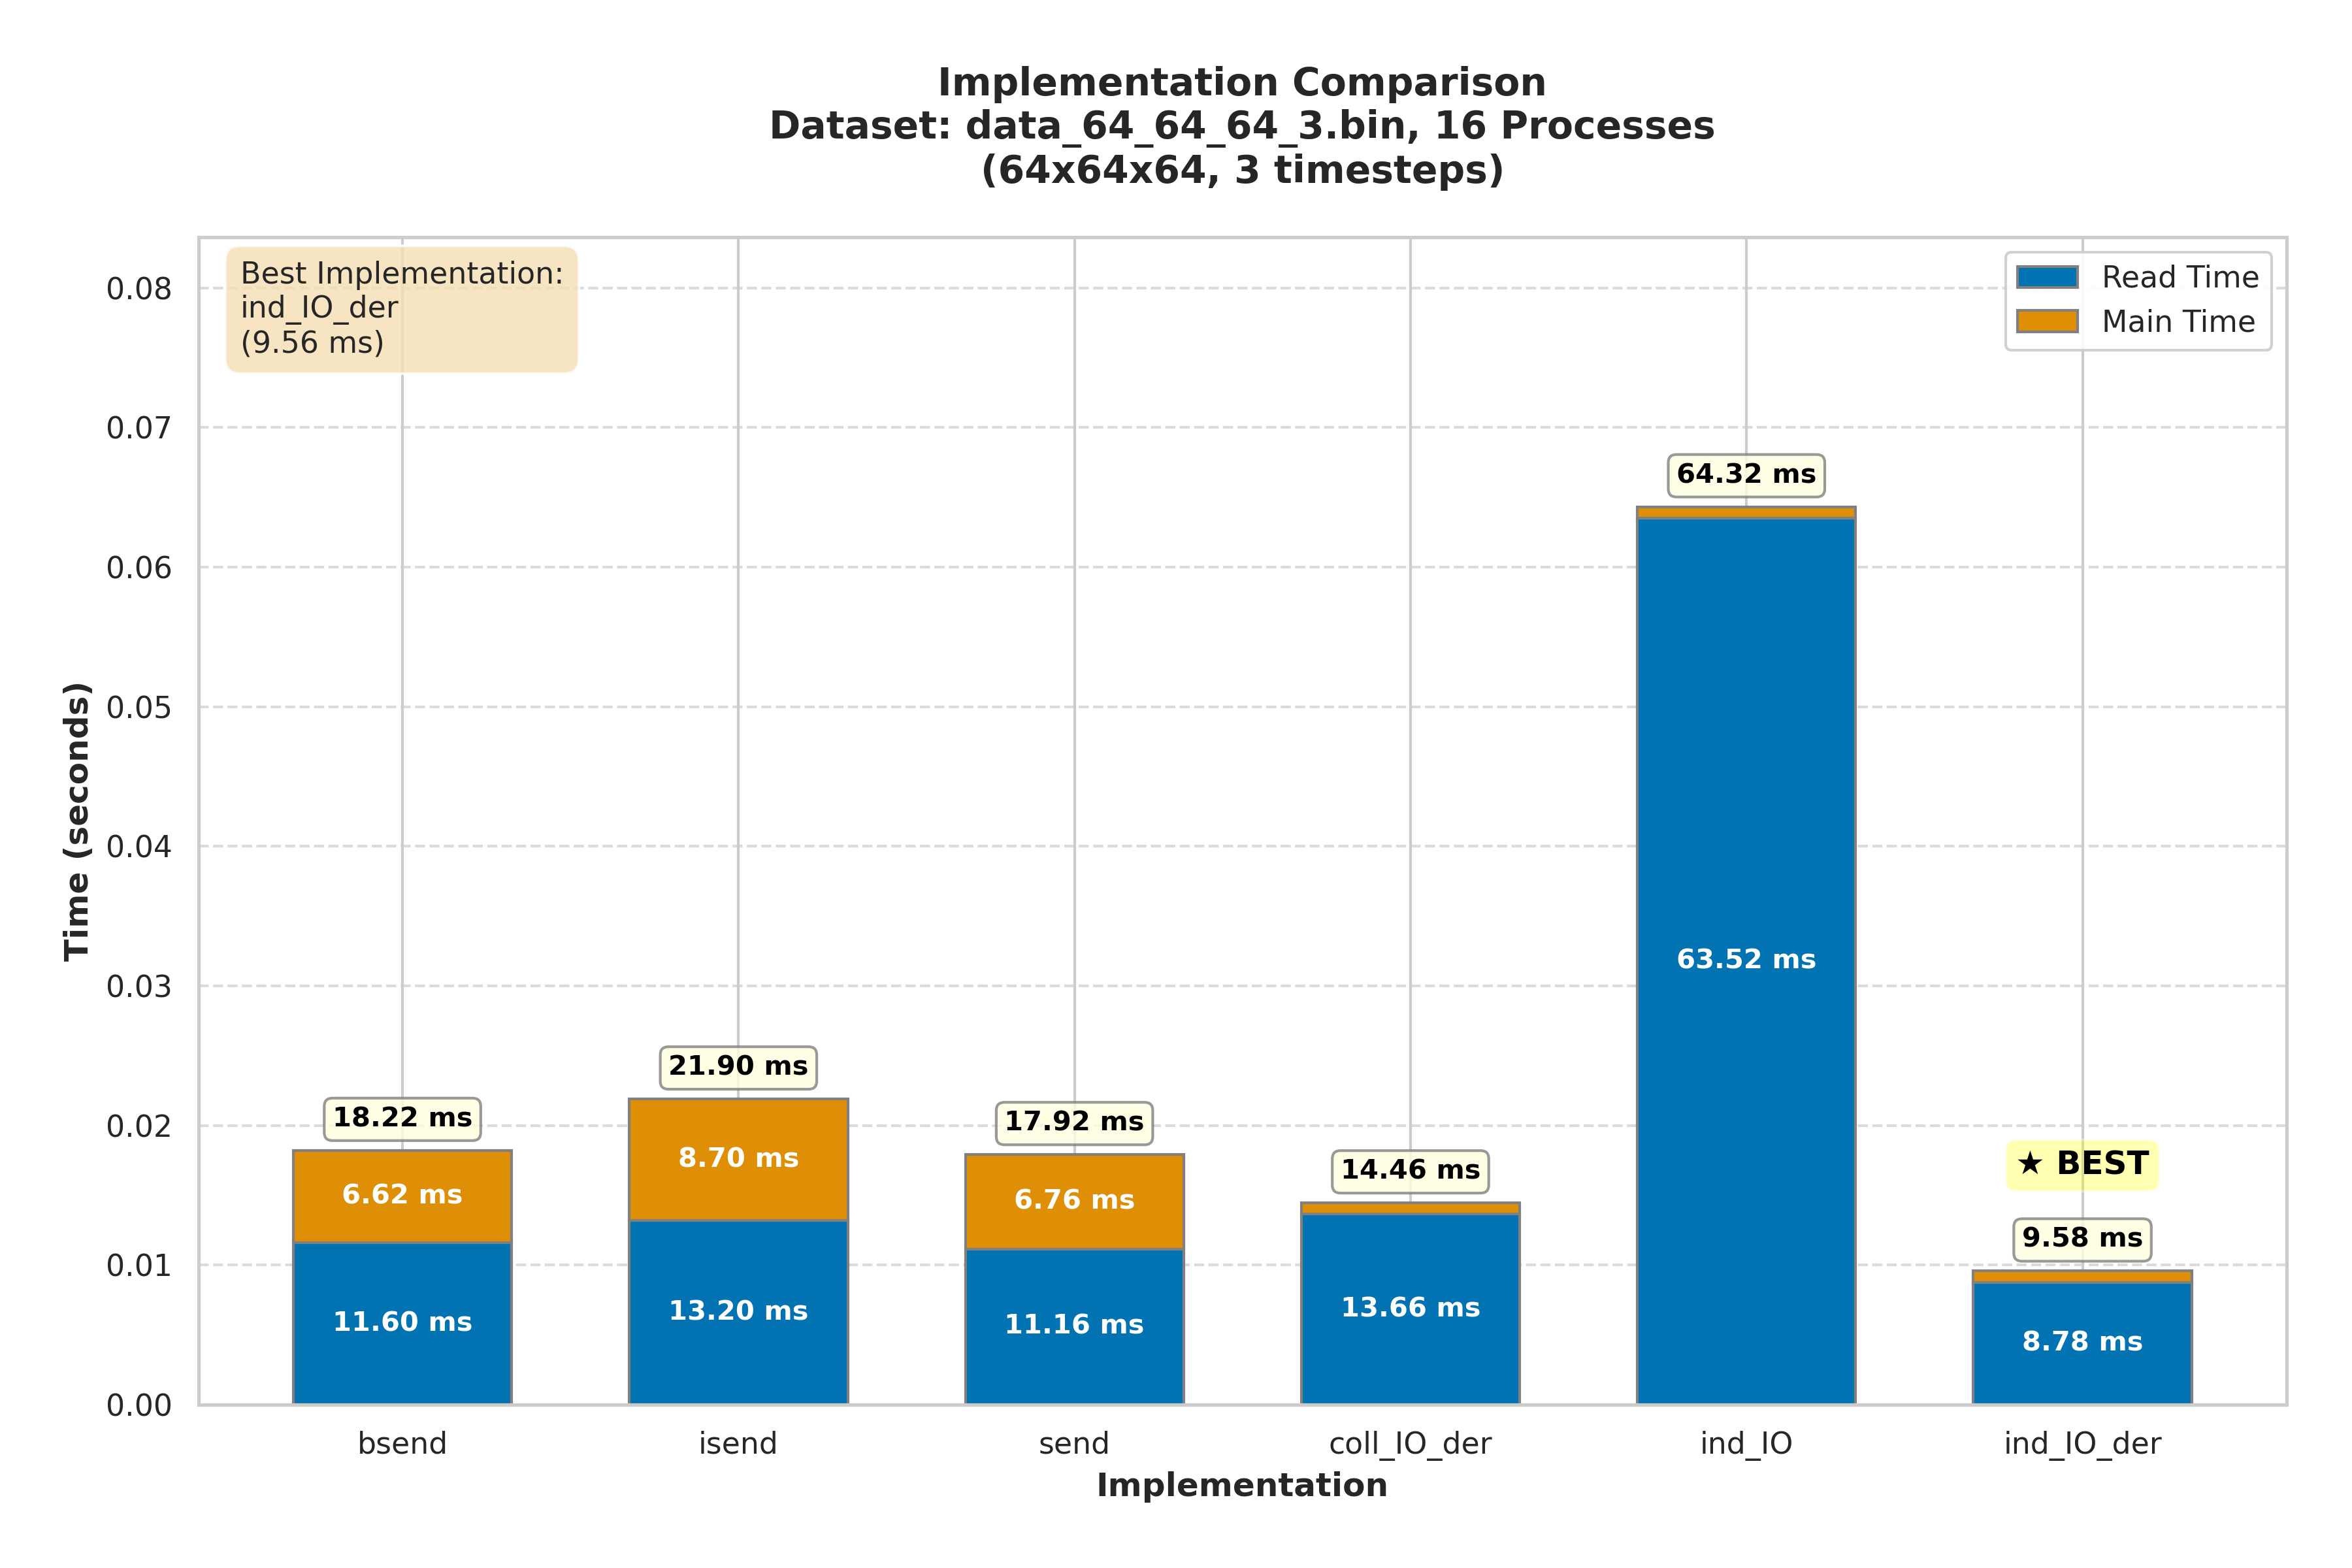 Implementation Comparison
Dataset: data_64_64_64_3.bin, 16 Processes
(64x64x64, 3 timesteps)
Best Implementation:
ind_IO_der
(9.56 ms)
Read Time
Main Time
Time (seconds)
0.08
0.07
0.06
0.05
0.04
0.03
0.02
0.01
0.00
18.22 ms
6.62 ms
11.60 ms
21.90 ms
8.70 ms
13.20 ms
17.92 ms
6.76 ms
11.16 ms
14.46 ms
13.66 ms
64.32 ms
63.52 ms
★ BEST
9.58 ms
8.78 ms
bsend
isend
send
coll_IO_der
ind_IO
ind_IO_der
Implementation